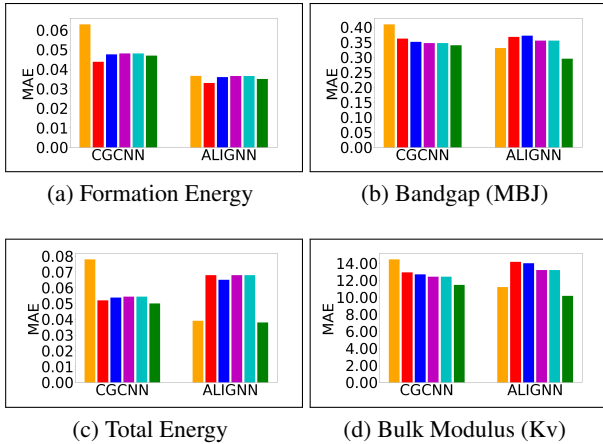 0.06
0.05
0.04
0.03
0.02
0.01
0.00
MAE
CGCNN ALIGNN
(a) Formation Energy
0.40
0.35
0.30
0.25
0.20
0.15
0.10
0.05
0.00
MAE
CGCNN ALIGNN
(b) Bandgap (MBJ)
0.08
0.07
0.06
0.05
0.04
0.03
0.02
0.01
0.00
MAE
CGCNN ALIGNN
(c) Total Energy
14.00
12.00
10.00
8.00
6.00
4.00
2.00
0.00
MAE
CGCNN ALIGNN
(d) Bulk Modulus (Kv)